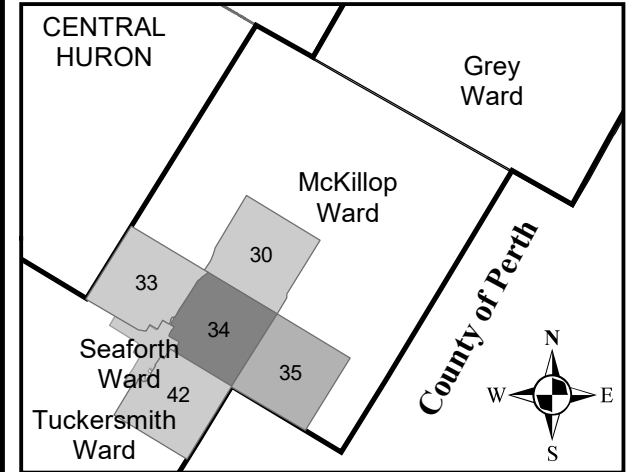 CENTRAL
HURON
Grey
Ward
McKillop
Ward
30
33
34
35
Seaforth
Ward
42
Tuckersmith
Ward
County of Perth
N
W
E
S